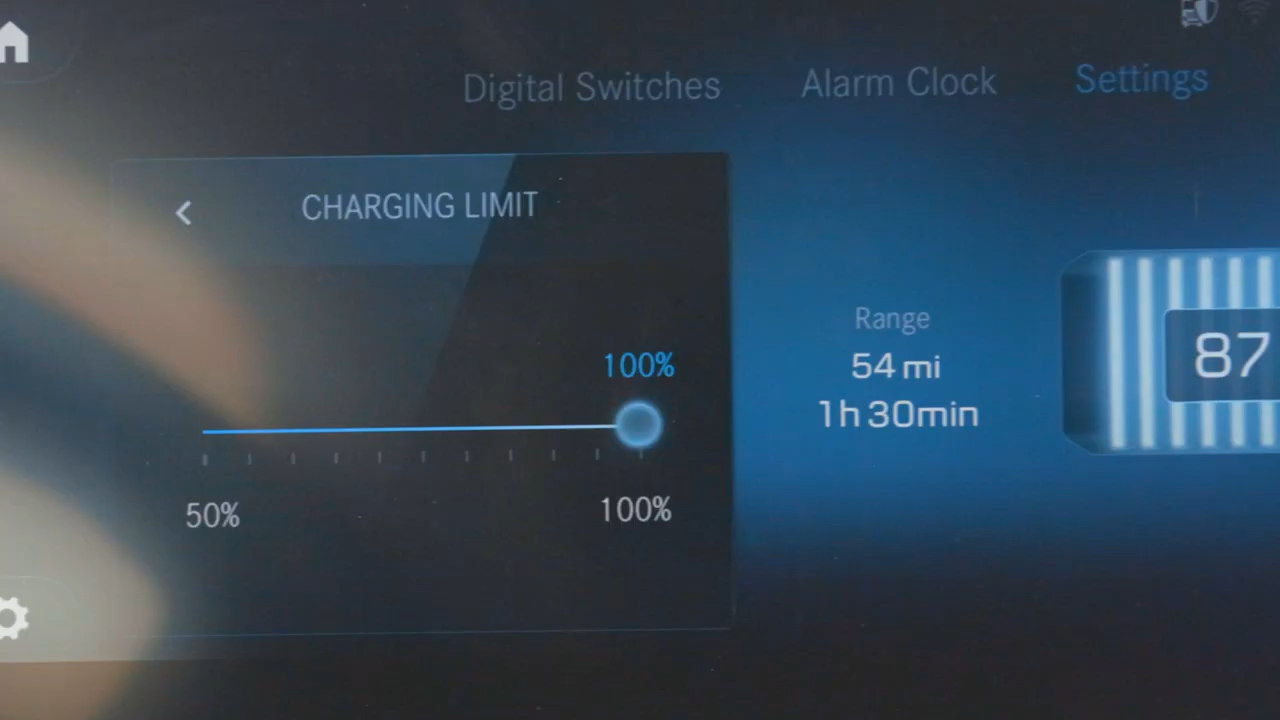 Digital Switches Alarm Clock Settings
CHARGING LIMIT
100%
50% 100%
Range
54 mi
1h 30min
87